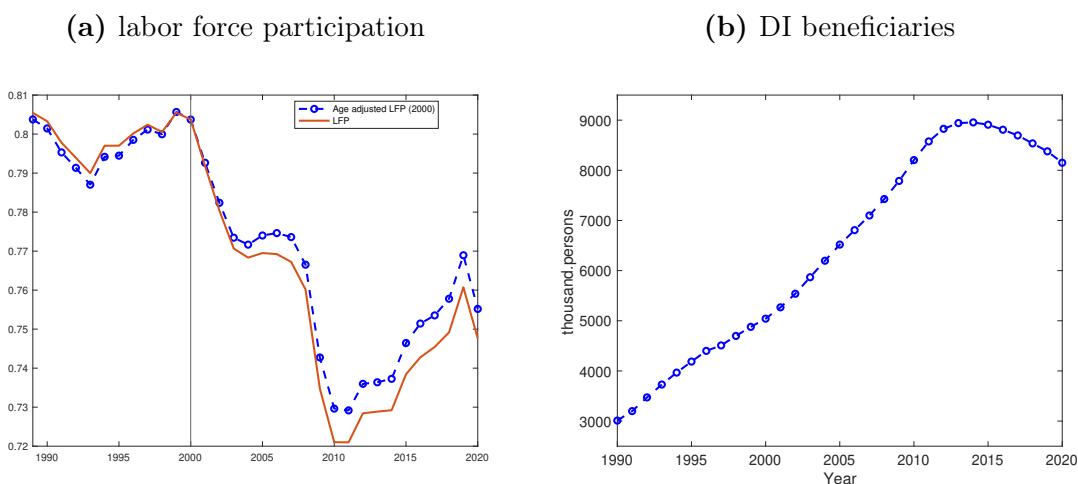 (a) labor force participation
0.81
0.8
0.79
0.78
0.77
0.76
0.75
0.74
0.73
0.72
1990 1995 2000 2005 2010 2015 2020
Age adjusted LFP (2000)
LFP
(b) DI beneficiaries
thousand.persons
9000
8000
7000
6000
5000
4000
3000
1990 1995 2000 2005 2010 2015 2020
Year